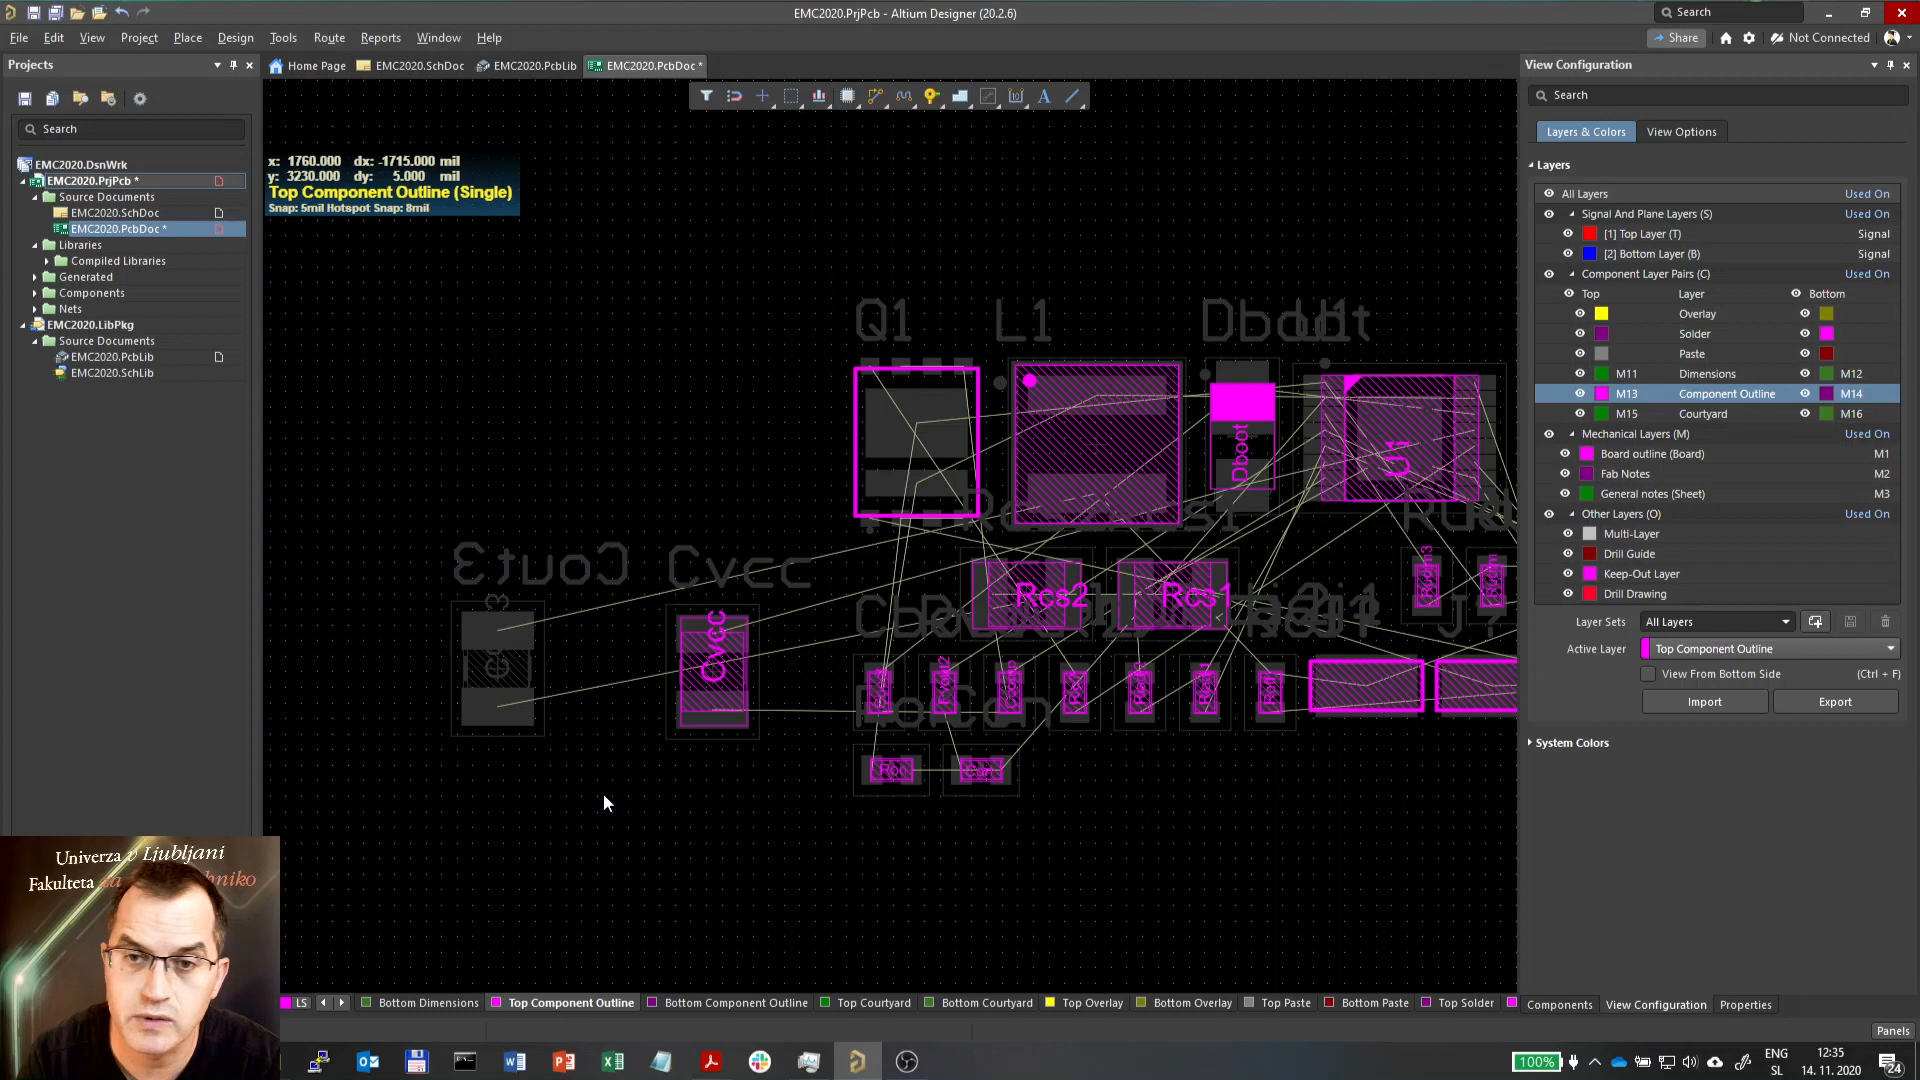 EMC2020.PrjPcb - Altium Designer (20.2.6)
Search
File Edit View Project Place Design Tools Route Reports Window Help
Share
Not Connected
Projects
Home Page
EMC2020.SchDoc
EMC2020.PcbLib
EMC2020.PcbDoc *
Search
EMC2020.DsnWrk
EMC2020.PrjPcb *
Source Documents
EMC2020.SchDoc
EMC2020.PcbDoc *
Libraries
Compiled Libraries
Generated
Components
Nets
EMC2020.LibPkg
Source Documents
EMC2020.PcbLib
EMC2020.SchLib
x: 1760.000 dx: -1715.000 mil
y: 3230.000 dy: 5.000 mil
Top Component Outline (Single)
Snap: 5mil Hotspot Snap: 8mil
Q1
L1
Dboot
U1
Cout3
Cvcc
Cvcc
Rcs2
Rcs1
Ron
Con
View Configuration
Search
Layers & Colors
View Options
Layers
All Layers Used On
Signal And Plane Layers (S) Used On
[1] Top Layer (T) Signal
[2] Bottom Layer (B) Signal
Component Layer Pairs (C) Used On
Top Layer Bottom
Overlay
Solder
Paste
M11 Dimensions M12
M13 Component Outline M14
M15 Courtyard M16
Mechanical Layers (M) Used On
Board outline (Board) M1
Fab Notes M2
General notes (Sheet) M3
Other Layers (O) Used On
Multi-Layer
Drill Guide
Keep-Out Layer
Drill Drawing
Layer Sets All Layers
Active Layer Top Component Outline
View From Bottom Side (Ctrl + F)
Import Export
System Colors
Components View Configuration Properties
Panels
LS
Bottom Dimensions
Top Component Outline
Bottom Component Outline
Top Courtyard
Bottom Courtyard
Top Overlay
Bottom Overlay
Top Paste
Bottom Paste
Top Solder
Univerza v Ljubljani
Fakulteta
100%
ENG
SL
12:35
14. 11. 2020
24